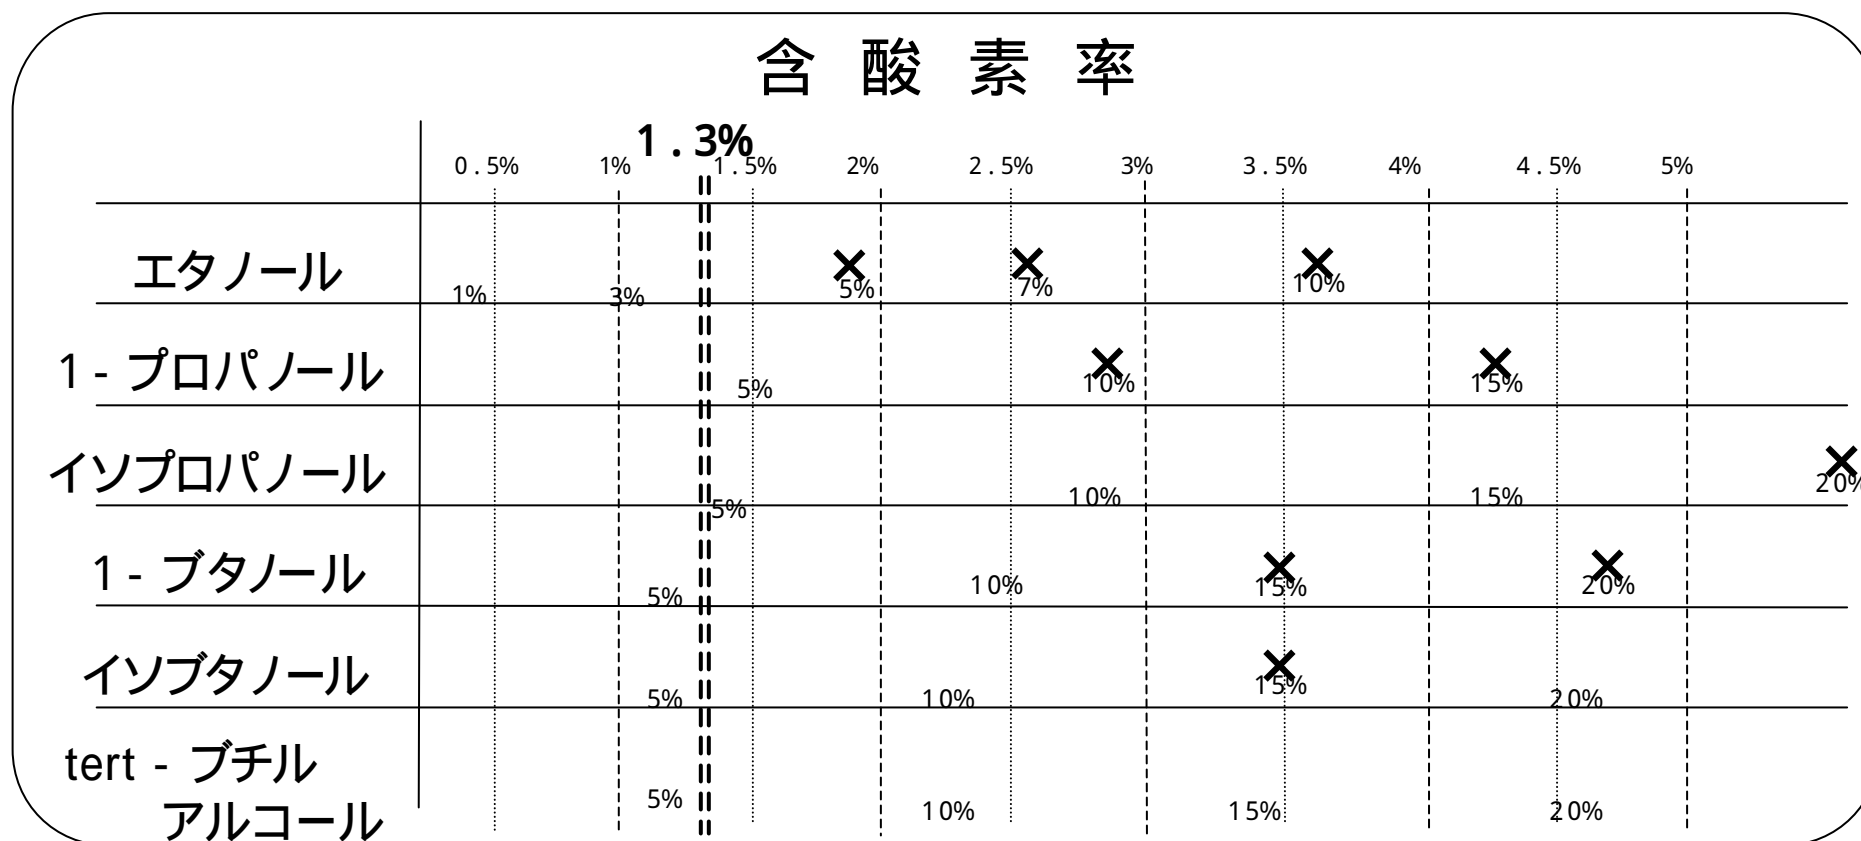 含 酸 素 率
1.3%
0.5% 1% 1.5% 2% 2.5% 3% 3.5% 4% 4.5% 5%
エタノール
1% 3% 5% 7% 10%
1-プロパノール
5% 10% 15%
イソプロパノール
5% 10% 15% 20%
1-ブタノール
5% 10% 15% 20%
イソブタノール
5% 10% 15% 20%
tert-ブチル
アルコール
5% 10% 15% 20%